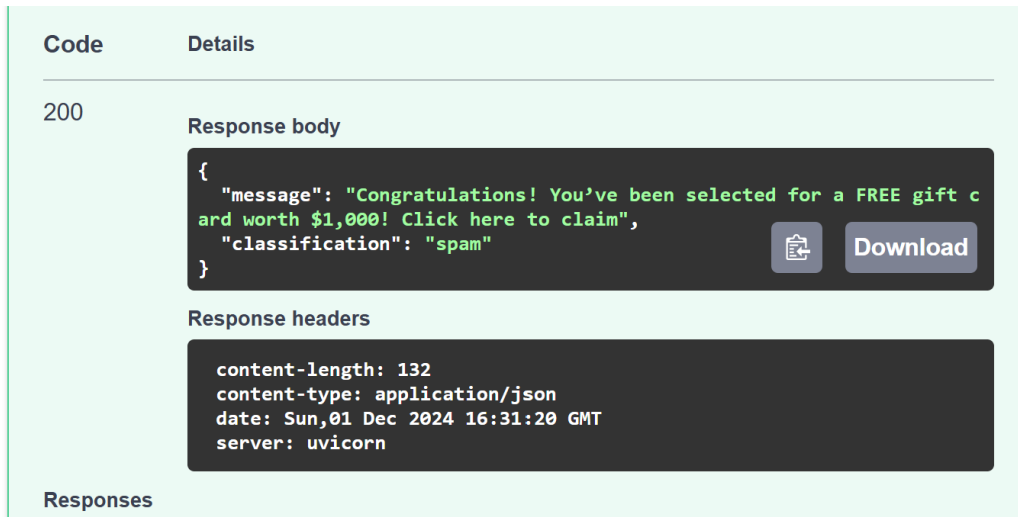 Code Details
200
Response body
{
"message": "Congratulations! You’ve been selected for a FREE gift c
ard worth $1,000! Click here to claim",
"classification": "spam"
}
Download
Response headers
content-length: 132
content-type: application/json
date: Sun,01 Dec 2024 16:31:20 GMT
server: uvicorn
Responses